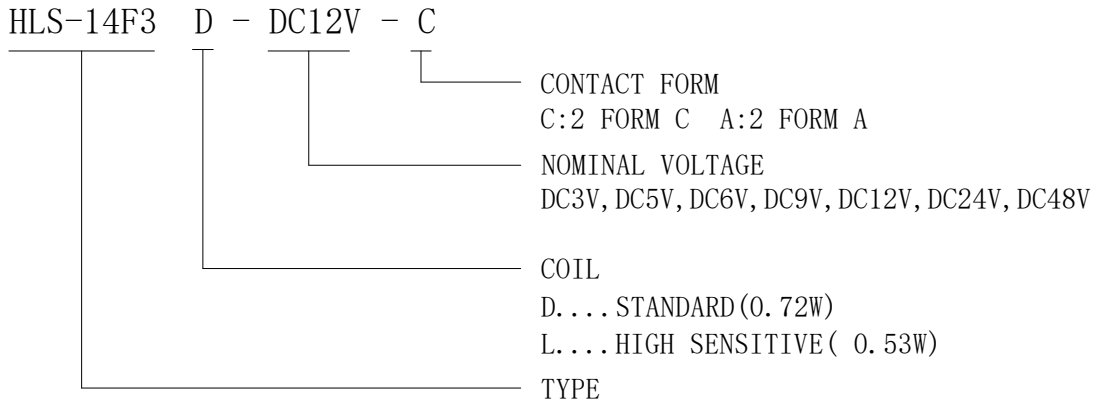 HLS-14F3 D - DC12V - C
CONTACT FORM
C:2 FORM C A:2 FORM A
NOMINAL VOLTAGE
DC3V,DC5V,DC6V,DC9V,DC12V,DC24V,DC48V
COIL
D....STANDARD(0.72W)
L....HIGH SENSITIVE( 0.53W)
TYPE